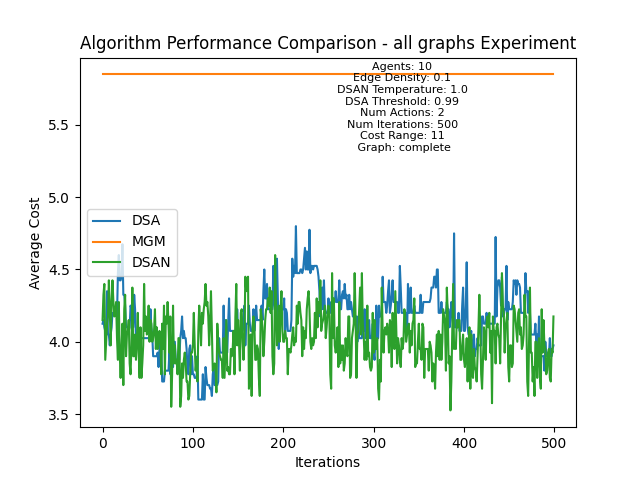 Algorithm Performance Comparison - all graphs Experiment
Agents: 10
Edge Density: 0.1
DSAN Temperature: 1.0
DSA Threshold: 0.99
Num Actions: 2
Num Iterations: 500
Cost Range: 11
Graph: complete
5.5
5.0
4.5
4.0
3.5
Average Cost
DSA
MGM
DSAN
0
100
200
300
400
500
Iterations